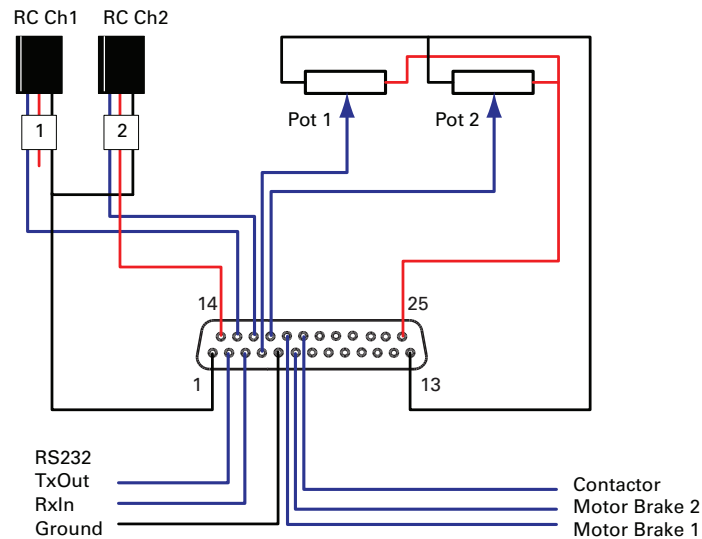 RC Ch1
RC Ch2
1
2
Pot 1
Pot 2
14
25
1
13
RS232
TxOut
RxIn
Ground
Contactor
Motor Brake 2
Motor Brake 1